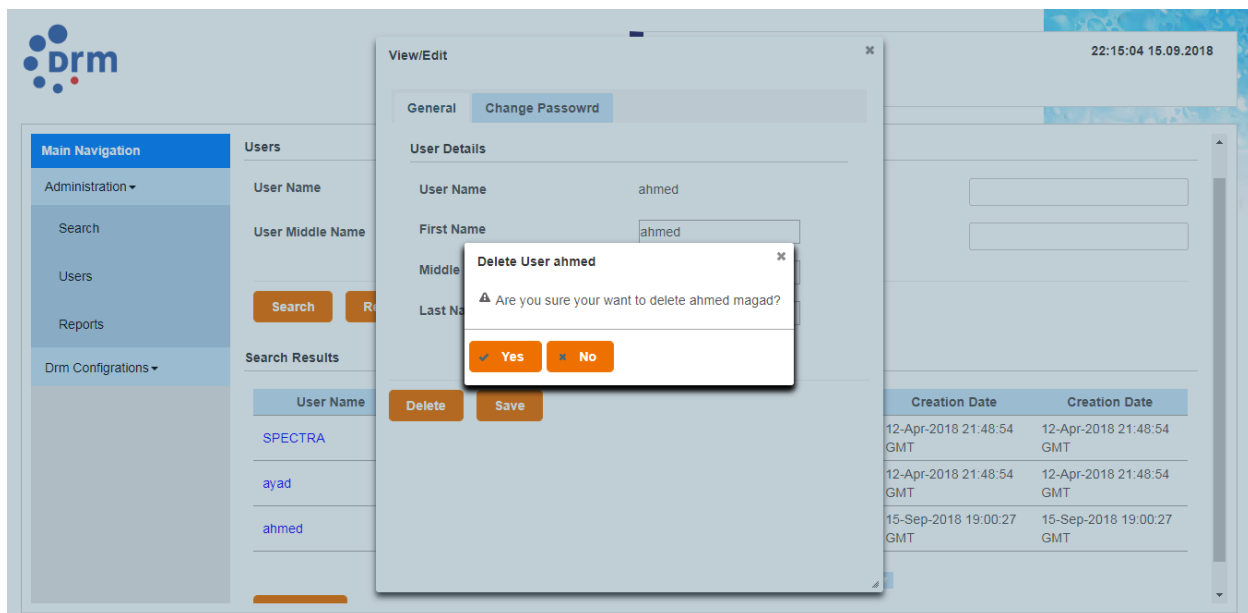 Drm
22:15:04 15.09.2018
Main Navigation
Administration
Search
Users
Reports
Drm Configrations
Users
User Name
User Middle Name
Search
Search Results
User Name
Creation Date
Creation Date
SPECTRA
12-Apr-2018 21:48:54 GMT
12-Apr-2018 21:48:54 GMT
ayad
12-Apr-2018 21:48:54 GMT
12-Apr-2018 21:48:54 GMT
ahmed
15-Sep-2018 19:00:27 GMT
15-Sep-2018 19:00:27 GMT
View/Edit
General
Change Passowrd
User Details
User Name ahmed
First Name ahmed
Middle
Last
Delete
Save
Delete User ahmed
Are you sure your want to delete ahmed magad?
Yes
No